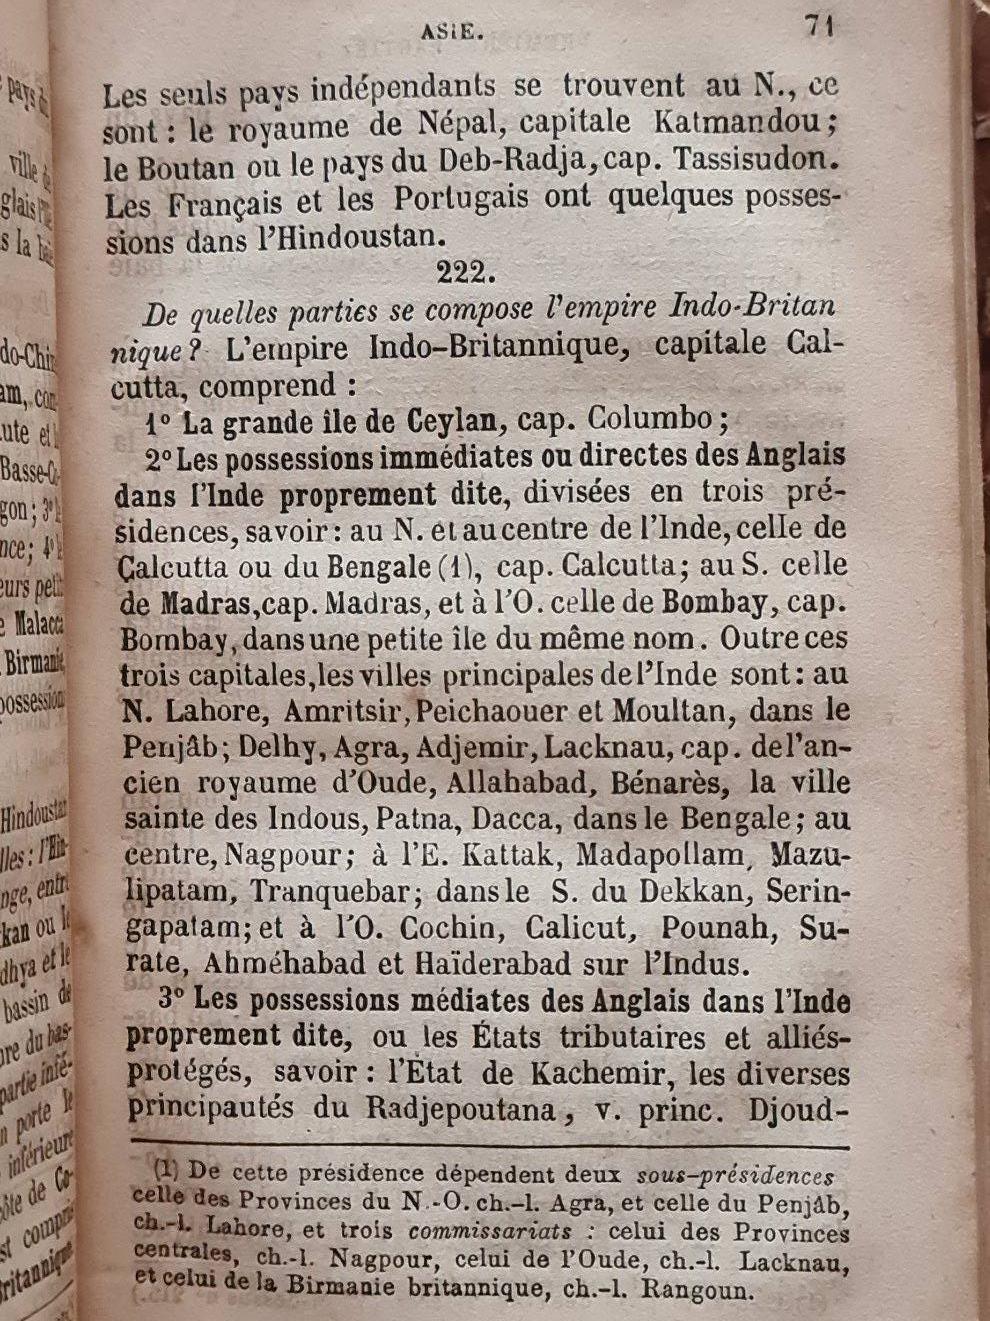 ASIE.
71
Les seuls pays indépendants se trouvent au N., ce
sont : le royaume de Népal, capitale Katmandou ;
le Boutan ou le pays du Deb-Radja, cap. Tassisudon.
Les Français et les Portugais ont quelques posses-
sions dans l'Hindoustan.
222.
De quelles parties se compose l'empire Indo-Britan
nique ? L'empire Indo-Britannique, capitale Cal-
cutta, comprend :
1° La grande île de Ceylan, cap. Columbo ;
2° Les possessions immédiates ou directes des Anglais
dans l'Inde proprement dite, divisées en trois pré-
sidences, savoir : au N. et au centre de l'Inde, celle de
Calcutta ou du Bengale (1), cap. Calcutta ; au S. celle
de Madras, cap. Madras, et à l'O. celle de Bombay, cap.
Bombay, dans une petite île du même nom. Outre ces
trois capitales, les villes principales de l'Inde sont : au
N. Lahore, Amritsir, Peichaouer et Moultan, dans le
Penjâb ; Delhy, Agra, Adjemir, Lacknau, cap. de l'an-
cien royaume d'Oude, Allahabad, Bénarès, la ville
sainte des Indous, Patna, Dacca, dans le Bengale ; au
centre, Nagpour ; à l'E. Kattak, Madapollam, Mazu-
lipatam, Tranquebar ; dans le S. du Dekkan, Serin-
gapatam ; et à l'O. Cochin, Calicut, Pounah, Su-
rate, Ahméhabad et Haïderabad sur l'Indus.
3° Les possessions médiates des Anglais dans l'Inde
proprement dite, ou les États tributaires et alliés-
protégés, savoir : l'État de Kachemir, les diverses
principautés du Radjepoutana, v. princ. Djoud-
(1) De cette présidence dépendent deux sous-présidences
celle des Provinces du N.-O. ch.-l. Agra, et celle du Penjâb,
ch.-l. Lahore, et trois commissariats : celui des Provinces
centrales, ch.-l. Nagpour, celui de l'Oude, ch.-l. Lacknau,
et celui de la Birmanie britannique, ch.-l. Rangoun.